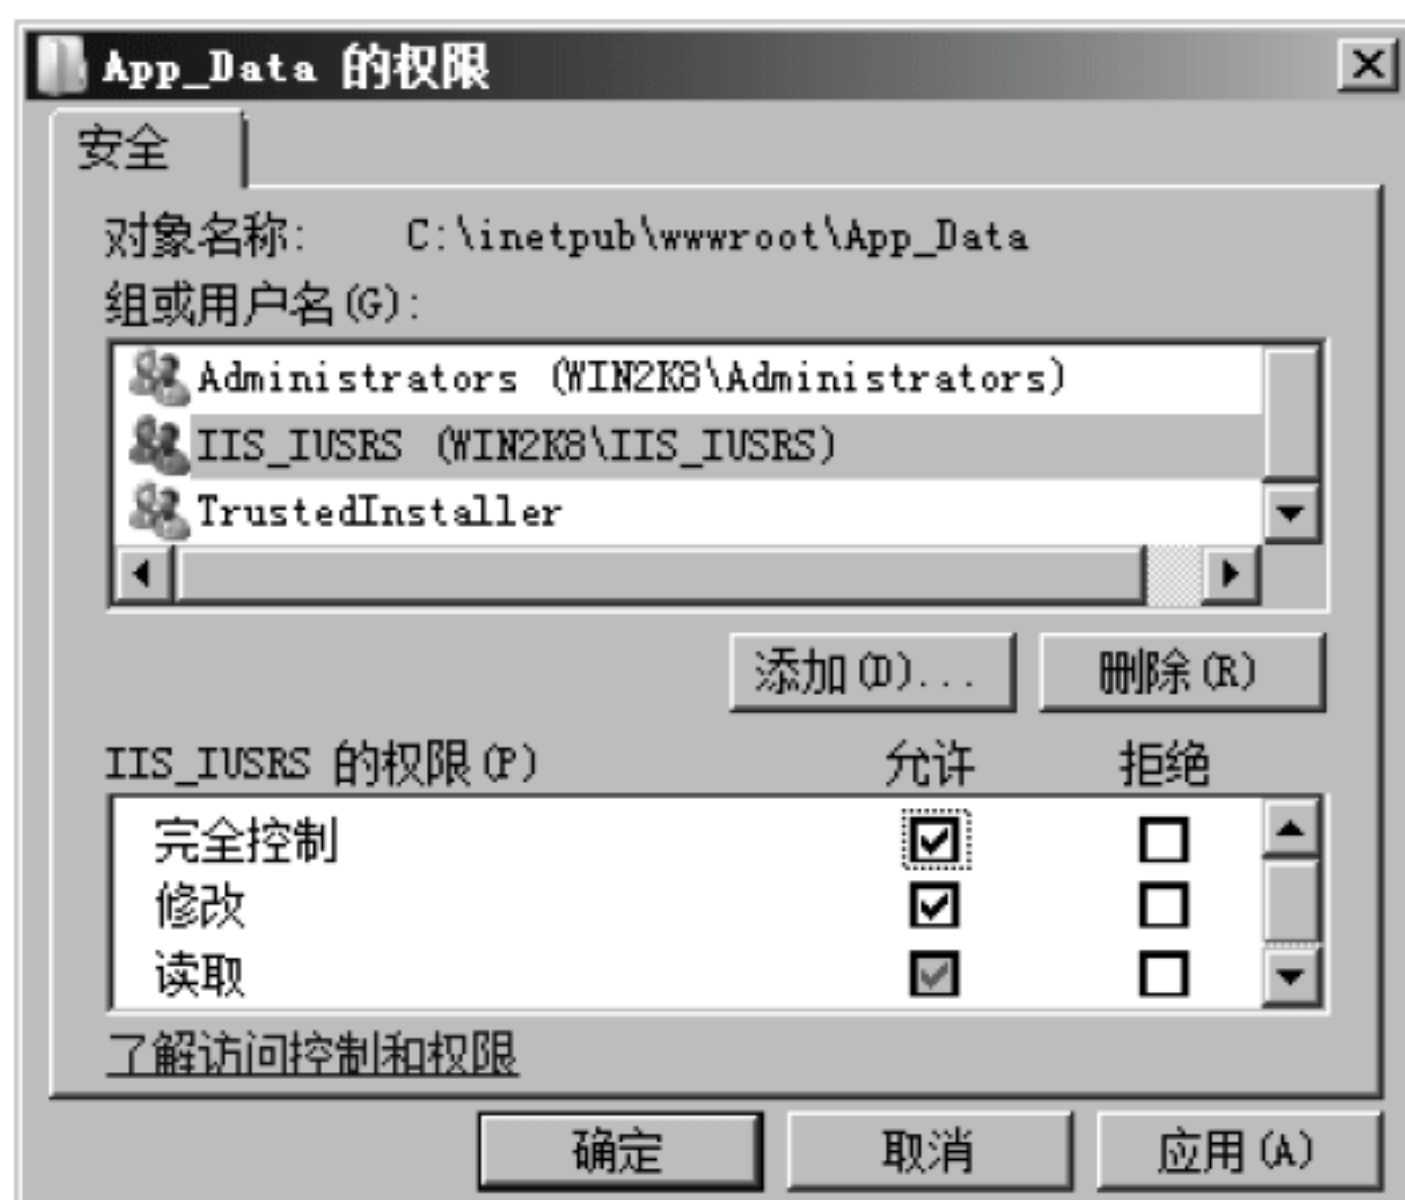 App_Data 的权限
安全
对象名称: C:\inetpub\wwwroot\App_Data
组或用户名(G):
Administrators (WIN2K8\Administrators)
IIS_IUSRS (WIN2K8\IIS_IUSRS)
TrustedInstaller
添加(D)... 删除(R)
IIS_IUSRS 的权限(P) 允许 拒绝
完全控制
修改
读取
了解访问控制和权限
确定 取消 应用(A)